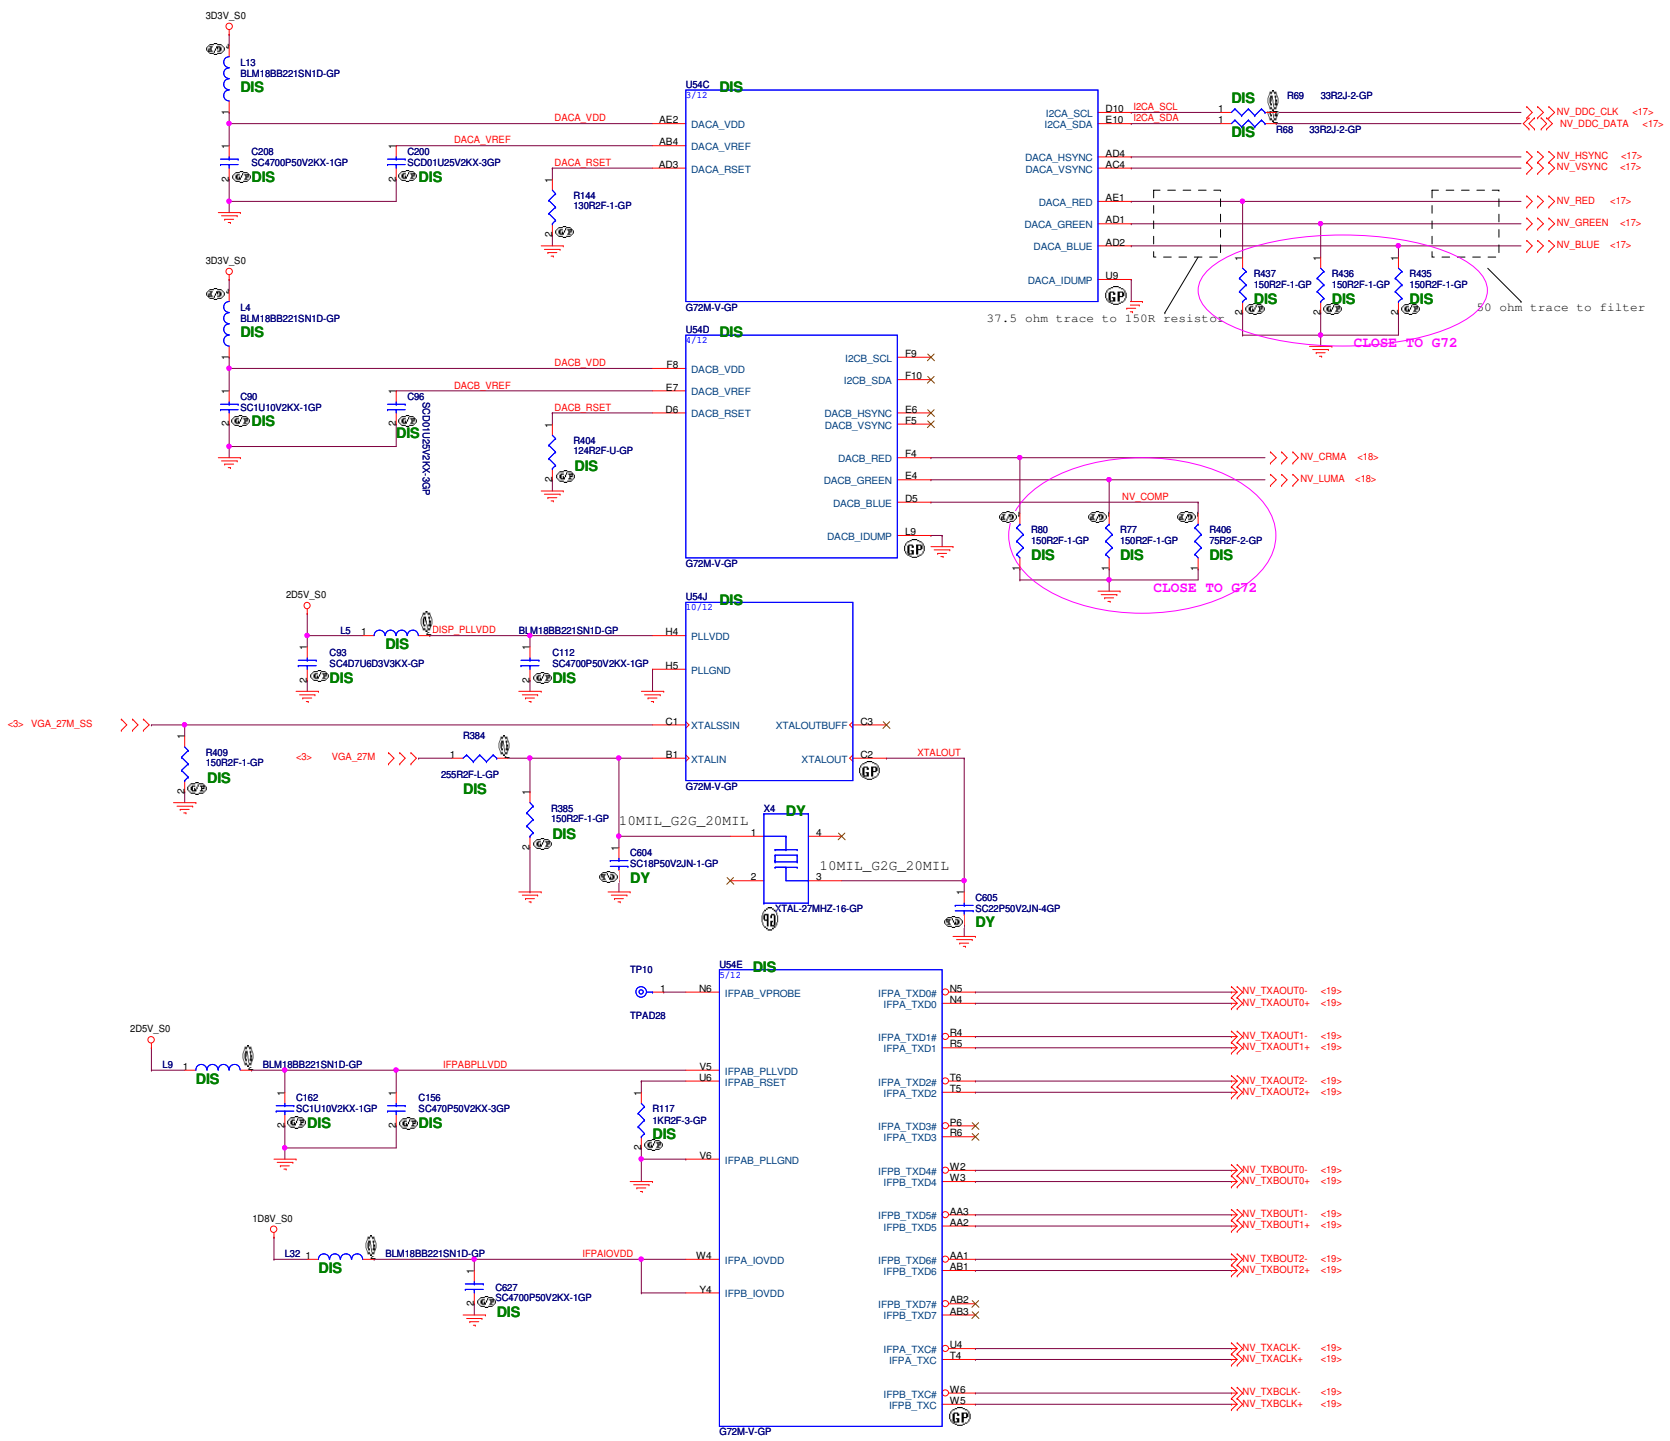 3D3V_S0
L13
BLM18BB221SN1D-GP
DIS
C208
SC4700P50V2KX-1GP
DIS
C200
SCD01U25V2KX-3GP
DIS
DACA_VDD
DACA_VREF
DACA_RSET
R144
130R2F-1-GP
U54C DIS
3/12
AE2 DACA_VDD
AB4 DACA_VREF
AD3 DACA_RSET
I2CA_SCL D10 I2CA_SCL
I2CA_SDA E10 I2CA_SDA
DACA_HSYNC AD4
DACA_VSYNC AC4
DACA_RED AE1
DACA_GREEN AD1
DACA_BLUE AD2
DACA_IDUMP U9
GP
G72M-V-GP
DIS
R69 33R2J-2-GP
R68 33R2J-2-GP
DIS
NV_DDC_CLK <17>
NV_DDC_DATA <17>
NV_HSYNC <17>
NV_VSYNC <17>
NV_RED <17>
NV_GREEN <17>
NV_BLUE <17>
R437
150R2F-1-GP
DIS
R436
150R2F-1-GP
DIS
R435
150R2F-1-GP
DIS
37.5 ohm trace to 150R resistor
50 ohm trace to filter
CLOSE TO G72
3D3V_S0
L4
BLM18BB221SN1D-GP
DIS
C90
SC1U10V2KX-1GP
DIS
C96
SCD01U25V2KX-3GP
DIS
DACB_VDD
DACB_VREF
DACB_RSET
R404
124R2F-U-GP
DIS
U54D DIS
4/12
F8 DACB_VDD
E7 DACB_VREF
D6 DACB_RSET
I2CB_SCL F9
I2CB_SDA F10
DACB_HSYNC E6
DACB_VSYNC F5
DACB_RED F4
DACB_GREEN E4
DACB_BLUE D5
DACB_IDUMP L9
GP
G72M-V-GP
NV_CRMA <18>
NV_LUMA <18>
NV_COMP
R80
150R2F-1-GP
DIS
R77
150R2F-1-GP
DIS
R406
75R2F-2-GP
DIS
CLOSE TO G72
2D5V_S0
L5 1
DIS
DISP_PLLVDD
BLM18BB221SN1D-GP
C93
SC4D7U6D3V3KX-GP
DIS
C112
SC4700P50V2KX-1GP
DIS
U54J DIS
10/12
H4 PLLVDD
H5 PLLGND
C1 XTALSSIN
B1 XTALIN
XTALOUTBUFF C3
XTALOUT C2 XTALOUT
GP
G72M-V-GP
<3> VGA_27M_SS
R409
150R2F-1-GP
DIS
<3> VGA_27M
R384
1
255R2F-L-GP
DIS
R385
150R2F-1-GP
DIS
10MIL_G2G_20MIL
C604
SC18P50V2JN-1-GP
DY
X4 DY
1 4
2 3
XTAL-27MHZ-16-GP
10MIL_G2G_20MIL
C605
SC22P50V2JN-4GP
DY
TP10
1
TPAD28
U54E DIS
5/12
N6 IFPAB_VPROBE
V5 IFPAB_PLLVDD
U6 IFPAB_RSET
V6 IFPAB_PLLGND
W4 IFPA_IOVDD
Y4 IFPB_IOVDD
2D5V_S0
L9 1
DIS
BLM18BB221SN1D-GP
IFPABPLLVDD
C162
SC1U10V2KX-1GP
DIS
C156
SC470P50V2KX-3GP
DIS
R117
1KR2F-3-GP
DIS
1D8V_S0
L32 1
DIS
BLM18BB221SN1D-GP
IFPAIOVDD
C627
SC4700P50V2KX-1GP
DIS
IFPA_TXD0# N5 NV_TXAOUT0- <19>
IFPA_TXD0 N4 NV_TXAOUT0+ <19>
IFPA_TXD1# R4 NV_TXAOUT1- <19>
IFPA_TXD1 R5 NV_TXAOUT1+ <19>
IFPA_TXD2# T6 NV_TXAOUT2- <19>
IFPA_TXD2 T5 NV_TXAOUT2+ <19>
IFPA_TXD3# P6
IFPA_TXD3 R6
IFPB_TXD4# W2 NV_TXBOUT0- <19>
IFPB_TXD4 W3 NV_TXBOUT0+ <19>
IFPB_TXD5# AA3 NV_TXBOUT1- <19>
IFPB_TXD5 AA2 NV_TXBOUT1+ <19>
IFPB_TXD6# AA1 NV_TXBOUT2- <19>
IFPB_TXD6 AB1 NV_TXBOUT2+ <19>
IFPB_TXD7# AB2
IFPB_TXD7 AB3
IFPA_TXC# U4 NV_TXACLK- <19>
IFPA_TXC T4 NV_TXACLK+ <19>
IFPB_TXC# W6 NV_TXBCLK- <19>
IFPB_TXC W5 NV_TXBCLK+ <19>
GP
G72M-V-GP